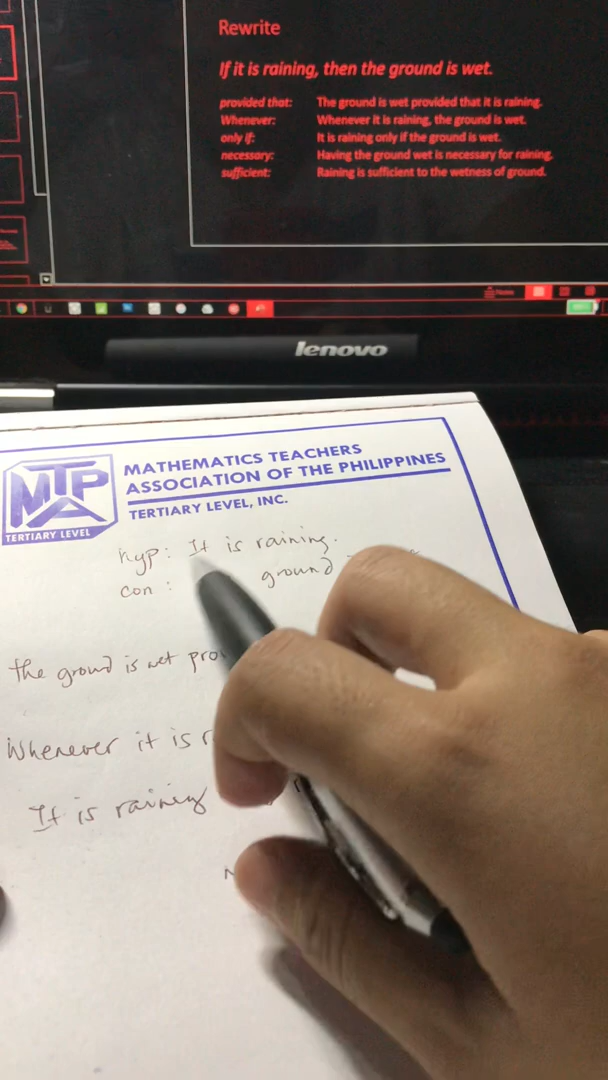 Rewrite
If it is raining, then the ground is wet.
provided that: The ground is wet provided that it is raining.
Whenever: Whenever it is raining, the ground is wet.
only if: It is raining only if the ground is wet.
necessary: Having the ground wet is necessary for raining.
sufficient: Raining is sufficient to the wetness of ground.
lenovo
MTAP
TERTIARY LEVEL
MATHEMATICS TEACHERS
ASSOCIATION OF THE PHILIPPINES
TERTIARY LEVEL, INC.
hyp: It is raining.
con: ground
the ground is wet pro
Whenever it is r
It is raining